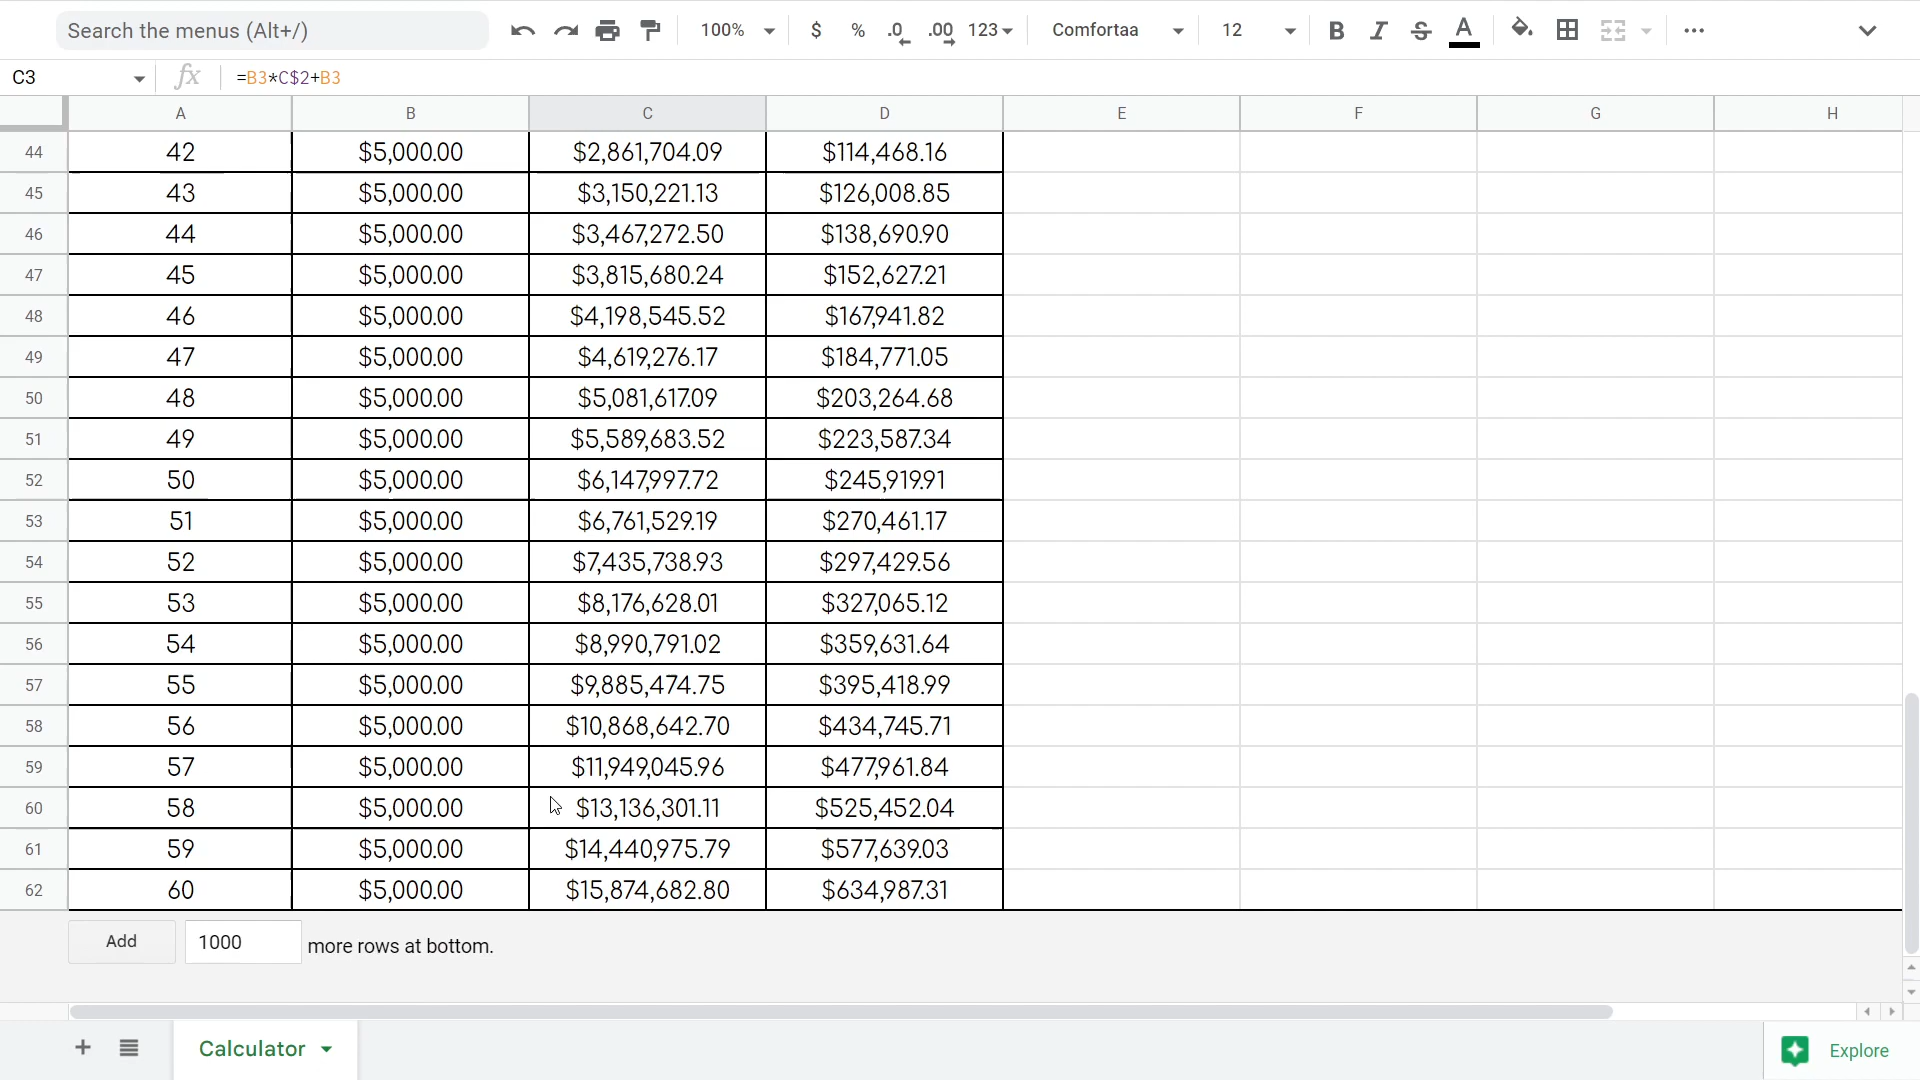 Search the menus (Alt+/) 100% $ % .0 .00 123 Comfortaa 12 B I S A
C3 fx =B3*C$2+B3
A B C D E F G H
44 42 $5,000.00 $2,861,704.09 $114,468.16
45 43 $5,000.00 $3,150,221.13 $126,008.85
46 44 $5,000.00 $3,467,272.50 $138,690.90
47 45 $5,000.00 $3,815,680.24 $152,627.21
48 46 $5,000.00 $4,198,545.52 $167,941.82
49 47 $5,000.00 $4,619,276.17 $184,771.05
50 48 $5,000.00 $5,081,617.09 $203,264.68
51 49 $5,000.00 $5,589,683.52 $223,587.34
52 50 $5,000.00 $6,147,997.72 $245,919.91
53 51 $5,000.00 $6,761,529.19 $270,461.17
54 52 $5,000.00 $7,435,738.93 $297,429.56
55 53 $5,000.00 $8,176,628.01 $327,065.12
56 54 $5,000.00 $8,990,791.02 $359,631.64
57 55 $5,000.00 $9,885,474.75 $395,418.99
58 56 $5,000.00 $10,868,642.70 $434,745.71
59 57 $5,000.00 $11,949,045.96 $477,961.84
60 58 $5,000.00 $13,136,301.11 $525,452.04
61 59 $5,000.00 $14,440,975.79 $577,639.03
62 60 $5,000.00 $15,874,682.80 $634,987.31
Add 1000 more rows at bottom.
Calculator Explore